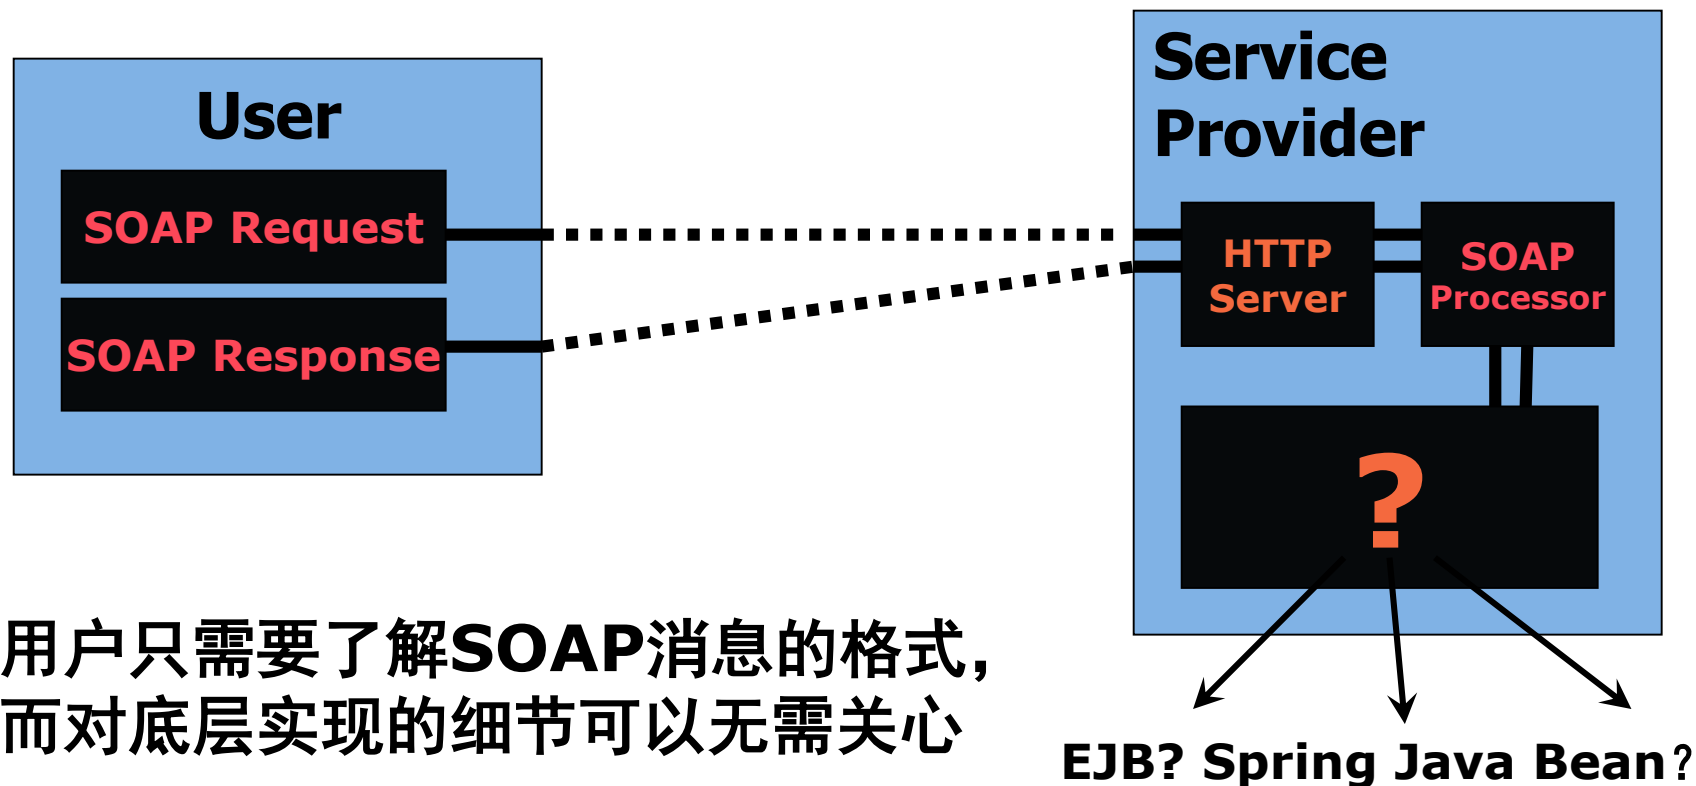 User
SOAP Request
SOAP Response
Service
Provider
HTTP
Server
SOAP
Processor
?
用户只需要了解SOAP消息的格式，
而对底层实现的细节可以无需关心
EJB? Spring Java Bean？